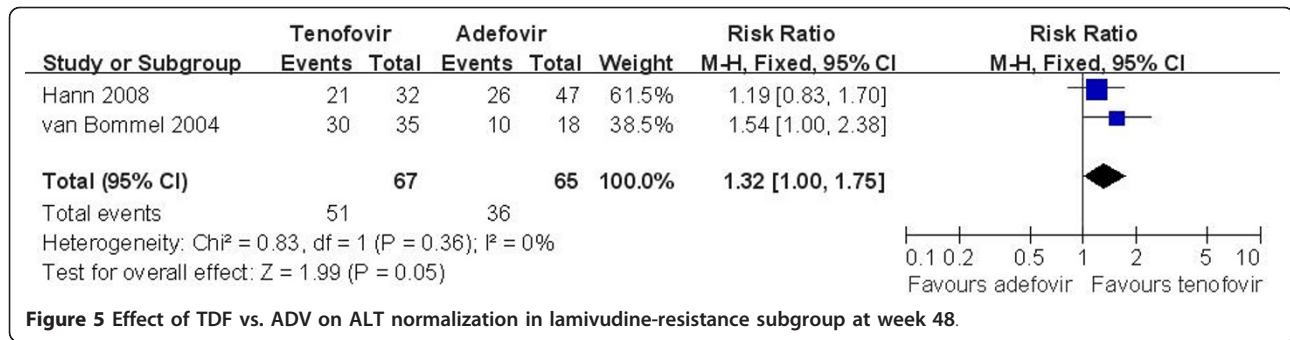 Tenofovir Adefovir Risk Ratio Risk Ratio
Study or Subgroup Events Total Events Total Weight M-H, Fixed, 95% CI M-H, Fixed, 95% CI
Hann 2008 21 32 26 47 61.5% 1.19 [0.83, 1.70]
van Bommel 2004 30 35 10 18 38.5% 1.54 [1.00, 2.38]
Total (95% CI) 67 65 100.0% 1.32 [1.00, 1.75]
Total events 51 36
Heterogeneity: Chi² = 0.83, df = 1 (P = 0.36); I² = 0%
Test for overall effect: Z = 1.99 (P = 0.05)
0.1 0.2 0.5 1 2 5 10
Favours adefovir Favours tenofovir
Figure 5 Effect of TDF vs. ADV on ALT normalization in lamivudine-resistance subgroup at week 48.